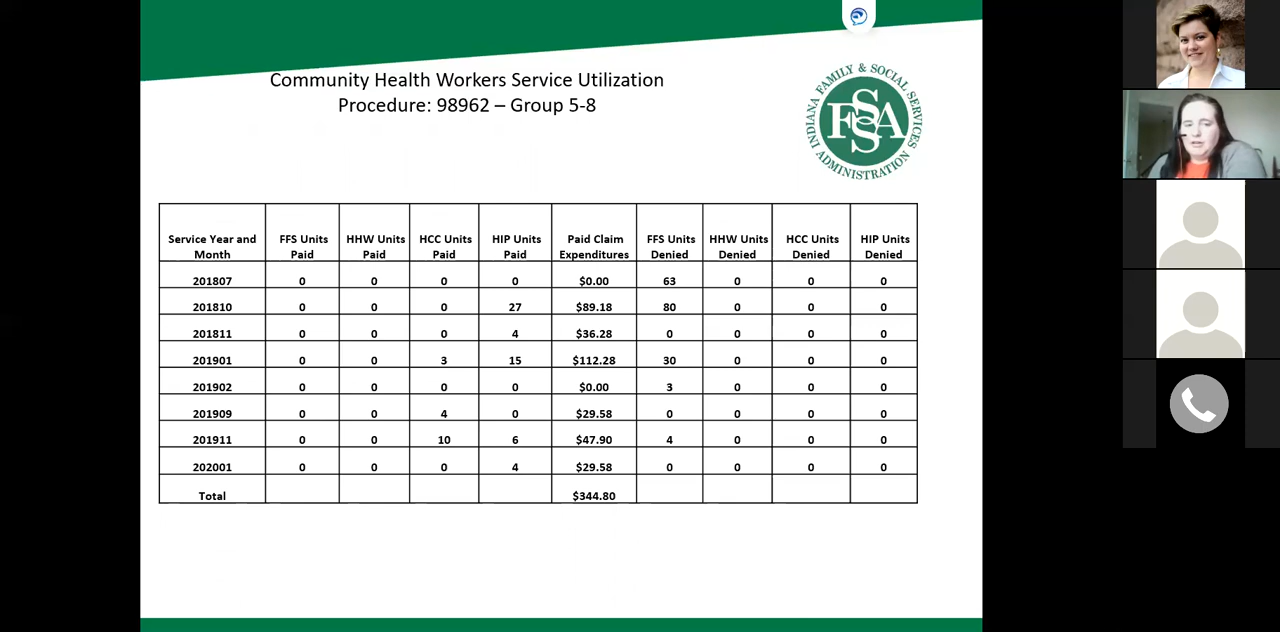 Community Health Workers Service Utilization
Procedure: 98962 – Group 5-8
INDIANA FAMILY & SOCIAL SERVICES ADMINISTRATION
FSSA
Service Year and Month FFS Units Paid HHW Units Paid HCC Units Paid HIP Units Paid Paid Claim Expenditures FFS Units Denied HHW Units Denied HCC Units Denied HIP Units Denied
201807 0 0 0 0 $0.00 63 0 0 0
201810 0 0 0 27 $89.18 80 0 0 0
201811 0 0 0 4 $36.28 0 0 0 0
201901 0 0 3 15 $112.28 30 0 0 0
201902 0 0 0 0 $0.00 3 0 0 0
201909 0 0 4 0 $29.58 0 0 0 0
201911 0 0 10 6 $47.90 4 0 0 0
202001 0 0 0 4 $29.58 0 0 0 0
Total $344.80